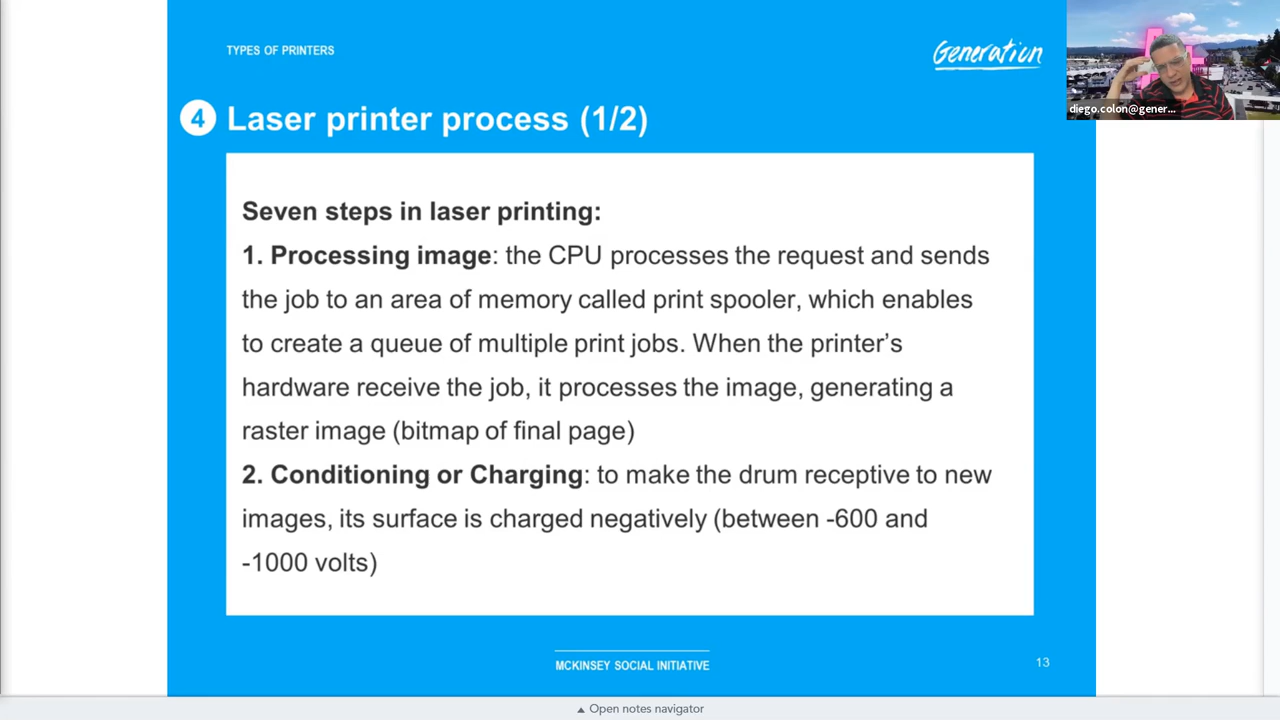 TYPES OF PRINTERS
Generation
4 Laser printer process (1/2)
Seven steps in laser printing:
1. Processing image: the CPU processes the request and sends
the job to an area of memory called print spooler, which enables
to create a queue of multiple print jobs. When the printer’s
hardware receive the job, it processes the image, generating a
raster image (bitmap of final page)
2. Conditioning or Charging: to make the drum receptive to new
images, its surface is charged negatively (between -600 and
-1000 volts)
MCKINSEY SOCIAL INITIATIVE
13
diego.colon@gener...
Open notes navigator